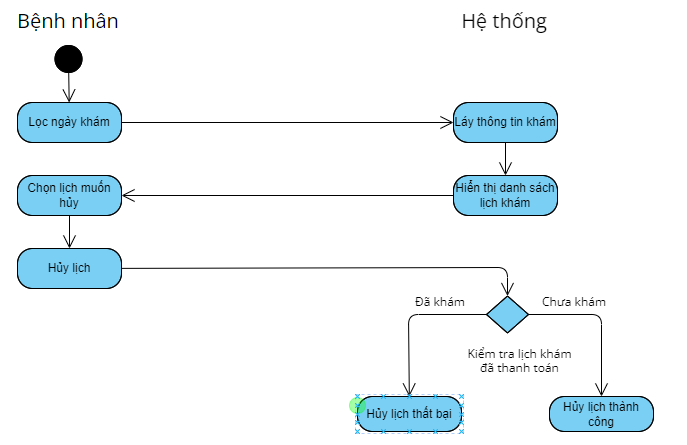 Bệnh nhân
Hệ thống
Lọc ngày khám
Láy thông tin khám
Chọn lịch muốn
hủy
Hiển thị danh sách
lịch khám
Hủy lịch
Đã khám
Chưa khám
Kiểm tra lịch khám
đã thanh toán
Hủy lịch thất bại
Hủy lịch thành
công